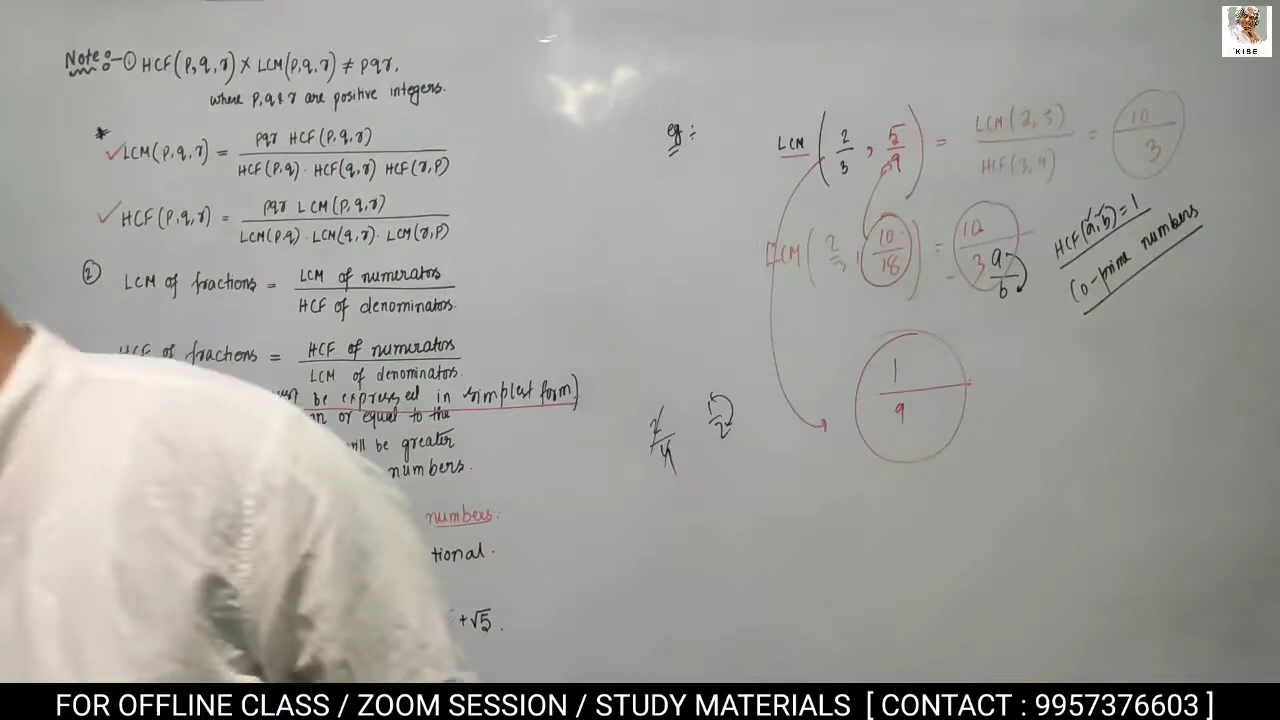 Note :- ① HCF(p,q,r) × LCM(p,q,r) ≠ pqr,
where p,q & r are positive integers.
* ✓ LCM(p,q,r) = pqr HCF(p,q,r) / HCF(p,q) · HCF(q,r) HCF(r,p)
✓ HCF(p,q,r) = pqr LCM(p,q,r) / LCM(p,q) · LCM(q,r) · LCM(r,p)
② LCM of fractions = LCM of numerators / HCF of denominators.
HCF of fractions = HCF of numerators / LCM of denominators.
be expressed in simplest form)
or equal to the
will be greater
numbers.
numbers.
tional.
+√5.
eg :
LCM (2/3, 5/9) = LCM(2,5) / HCF(3,9) = 10/3
LCM (2/3, 10/18) = 10/3
a/b
HCF(a,b) = 1
Co-prime numbers
1/9
2/4
1/2
KISE
FOR OFFLINE CLASS / ZOOM SESSION / STUDY MATERIALS [ CONTACT : 9957376603 ]